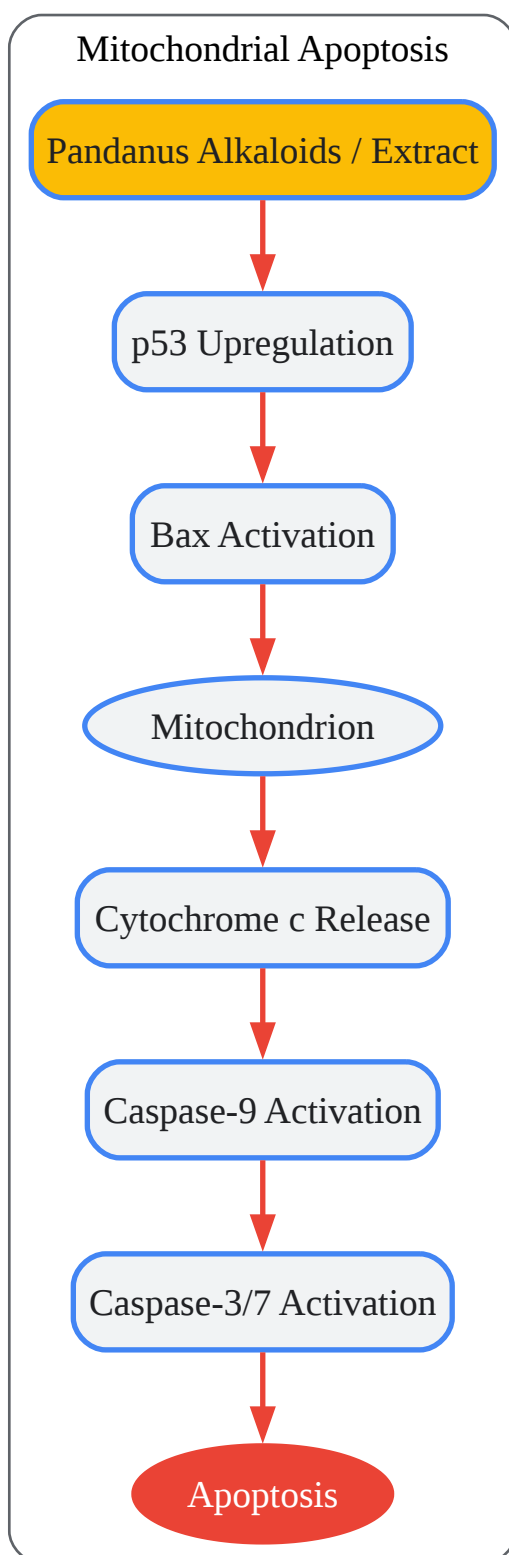 Mitochondrial Apoptosis
Pandanus Alkaloids / Extract
p53 Upregulation
Bax Activation
Mitochondrion
Cytochrome c Release
Caspase-9 Activation
Caspase-3/7 Activation
Apoptosis